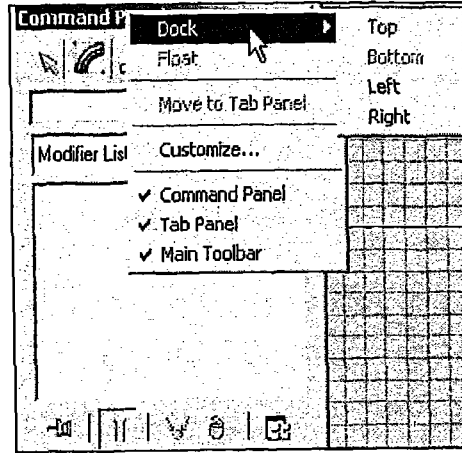 Command P
Dock
Float
Move to Tab Panel
Customize...
Command Panel
Tab Panel
Main Toolbar
Top
Bottom
Left
Right
Modifier List